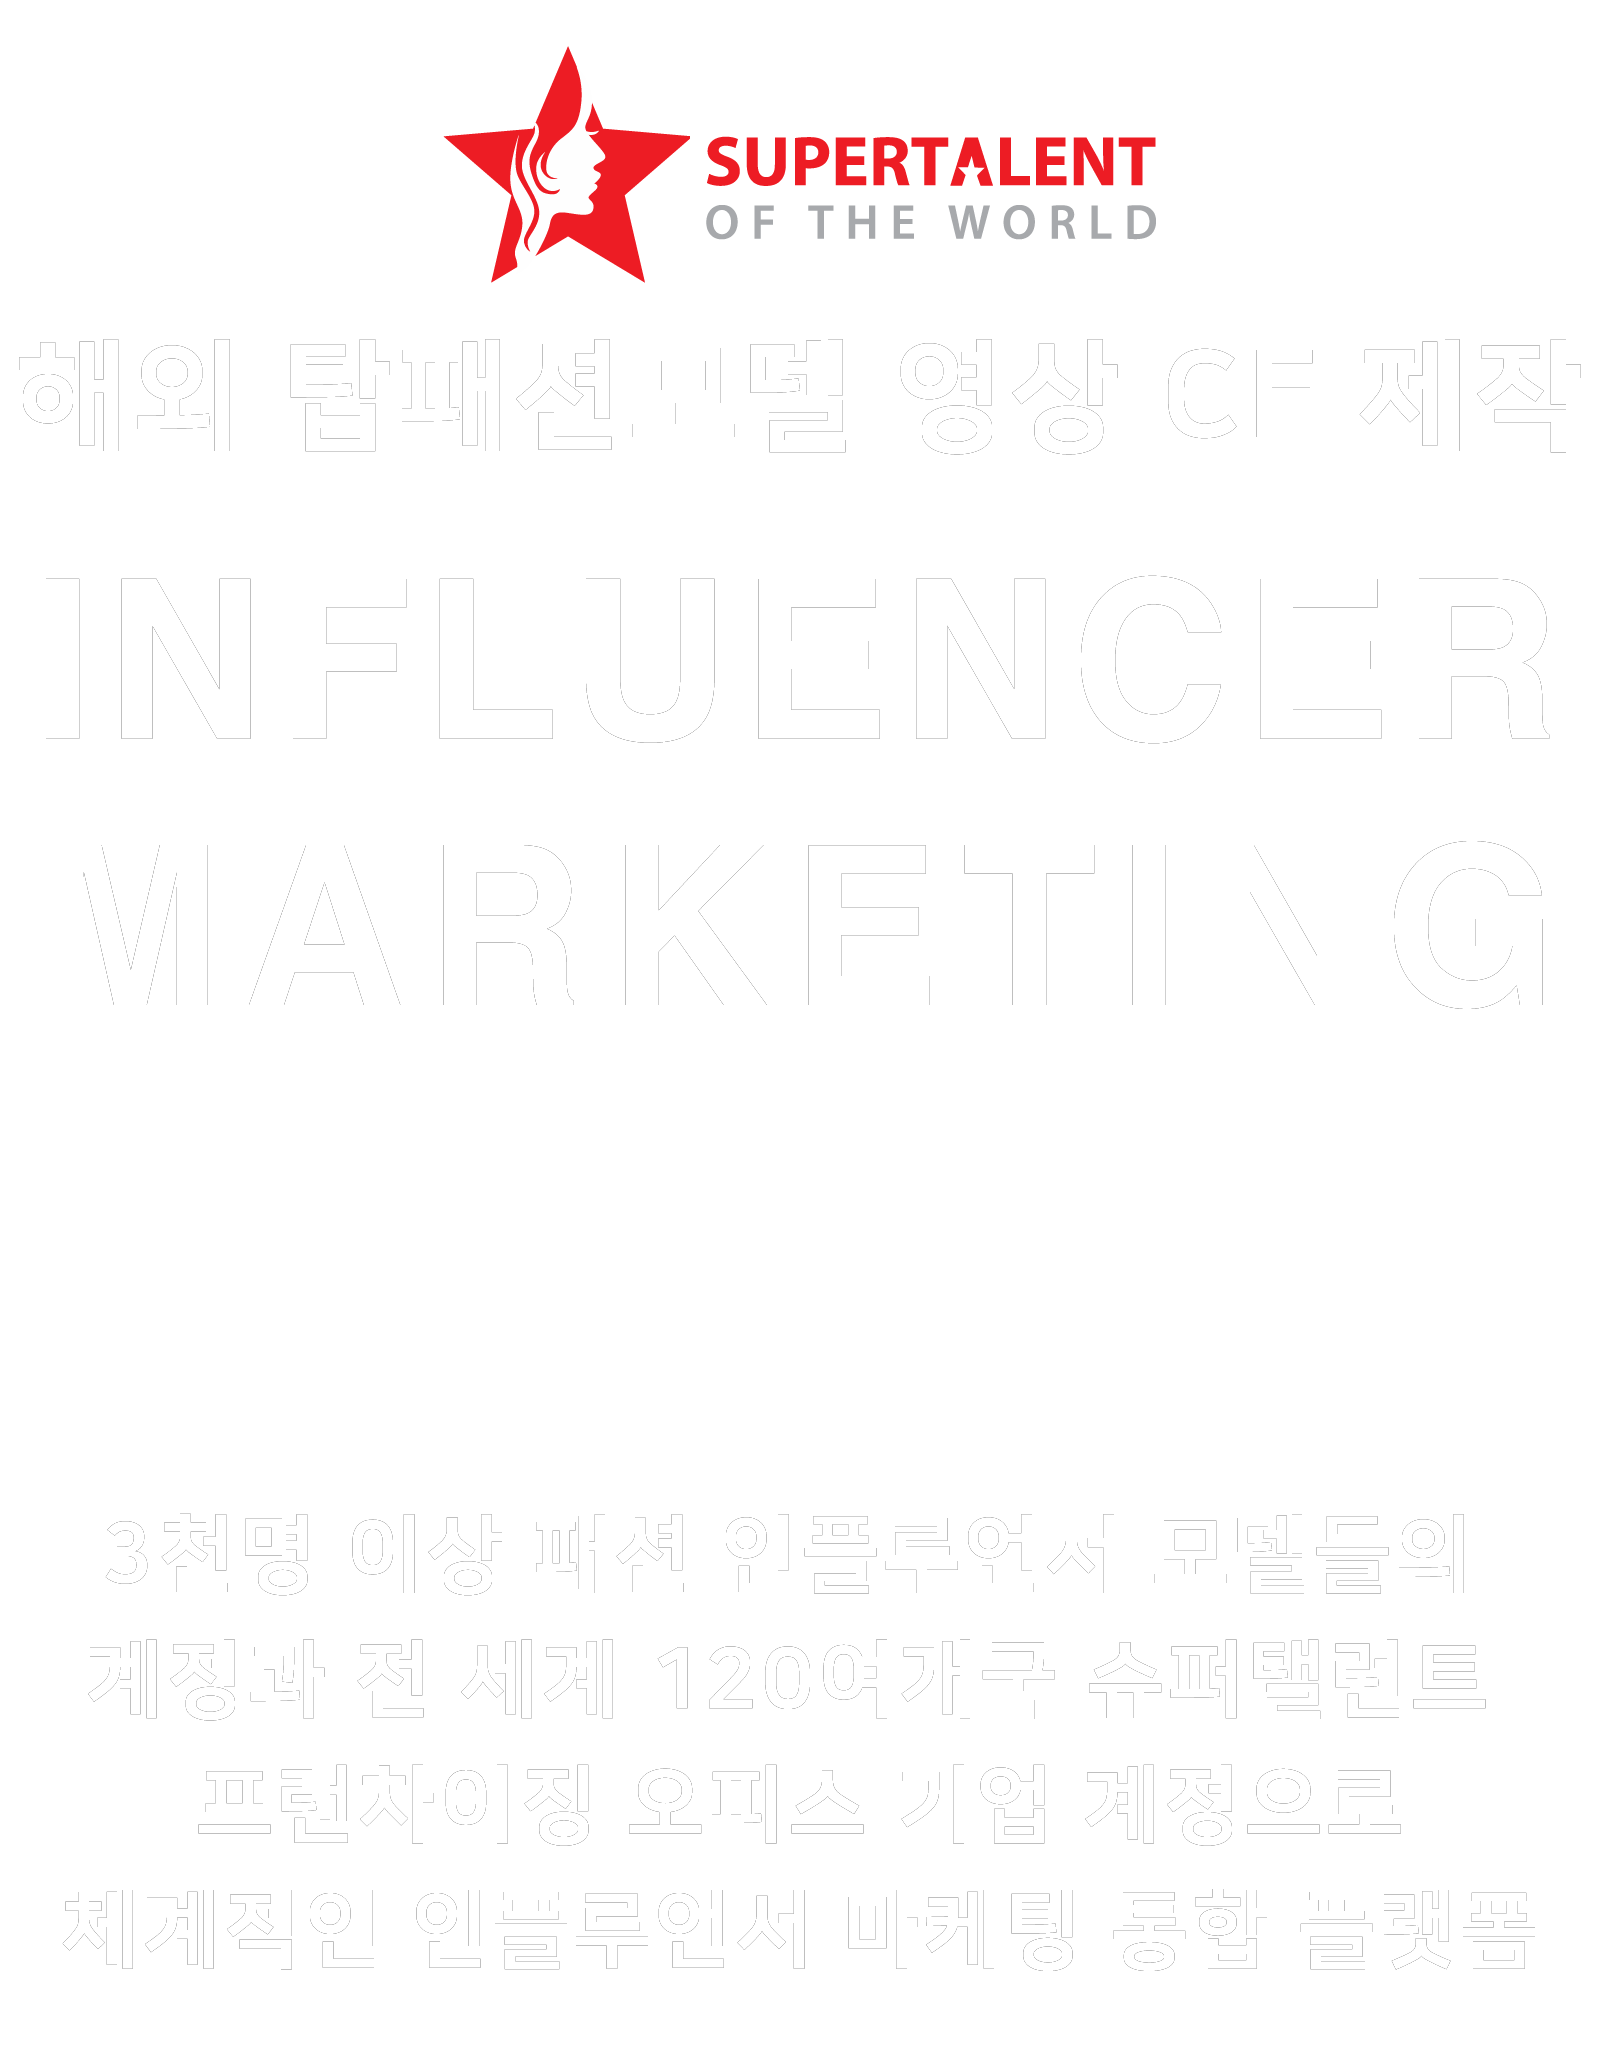 SUPERTALENT
OF THE WORLD
해외 탑패션모델 영상 CF 제작
INFLUENCER
MARKETING
3천명 이상 패션 인플루언서 모델들의
계정과 전 세계 120여개국 슈퍼탤런트
프런차이징 오피스 기업 계정으로
체계적인 인플루언서 마케팅 통합 플랫폼